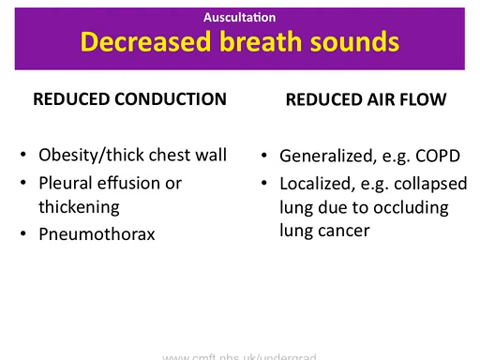 Auscultation
Decreased breath sounds
REDUCED CONDUCTION
• Obesity/thick chest wall
• Pleural effusion or
thickening
• Pneumothorax
REDUCED AIR FLOW
• Generalized, e.g. COPD
• Localized, e.g. collapsed
lung due to occluding
lung cancer
www.cmft.nhs.uk/undergrad